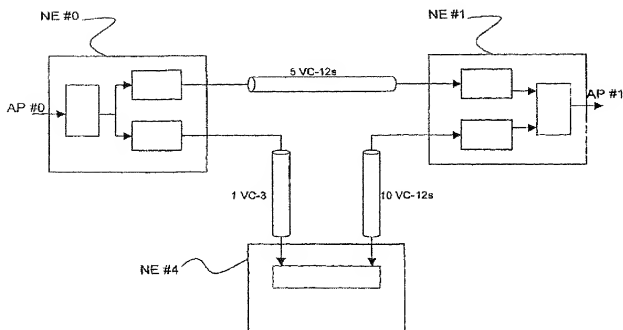 NE #0
NE #1
5 VC-12s
AP #0
AP #1
1 VC-3
10 VC-12s
NE #4